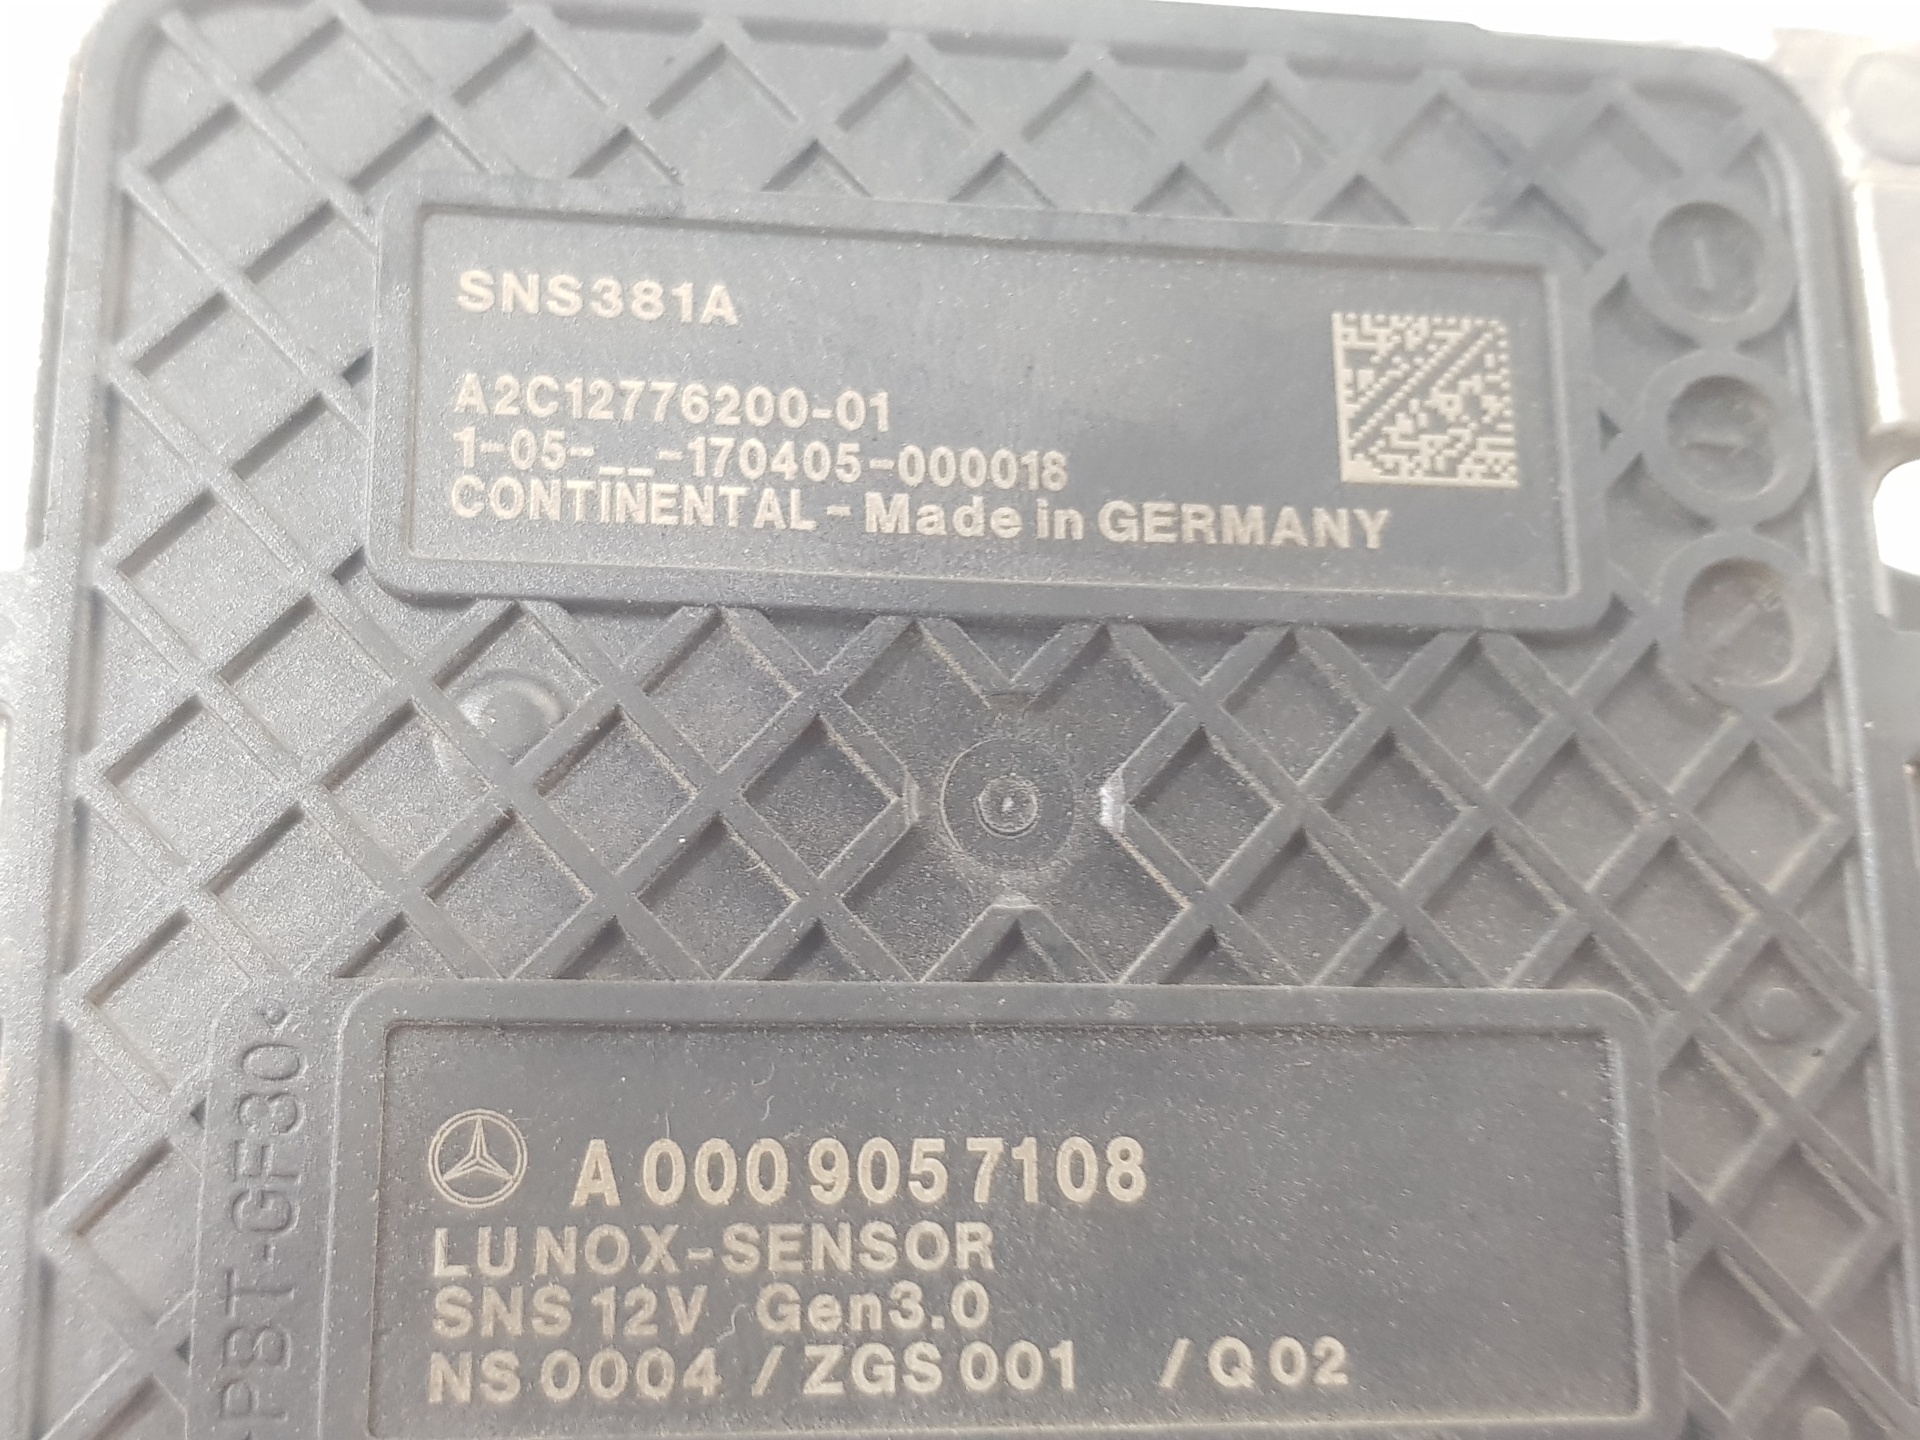 SNS381A
A2C12776200-01
1-05-__-170405-000018
CONTINENTAL - Made in GERMANY
A 000 905 7108
LU NOX-SENSOR
SNS 12V Gen3.0
NS 0004 / ZGS 001 / Q 02
>PBT-GF30<